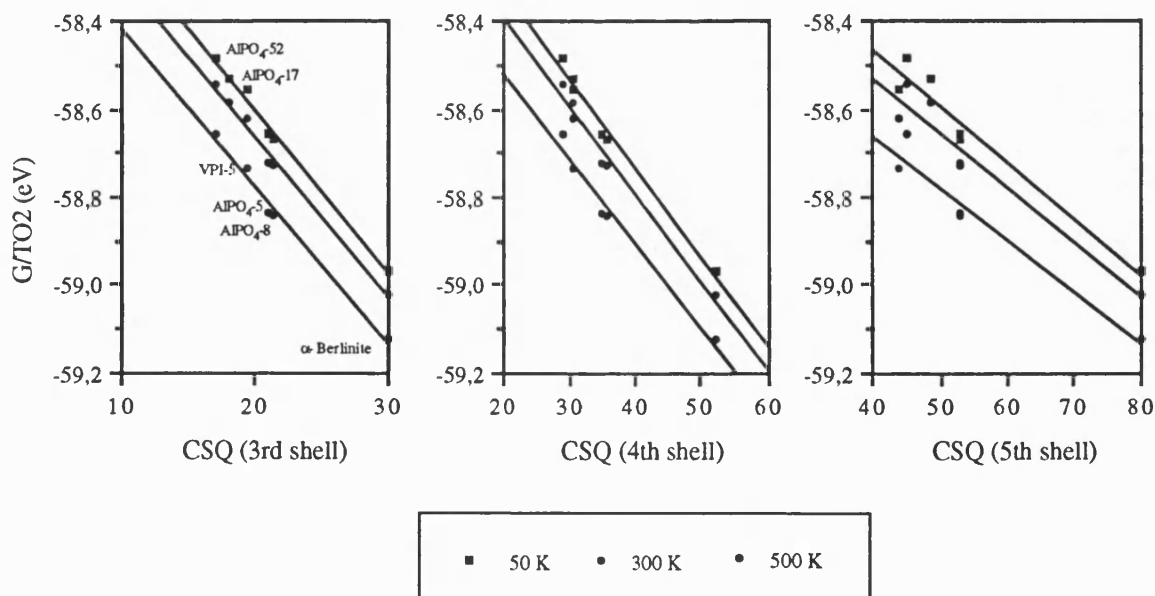 G/TO2 (eV)
-58,4
-58,6
-58,8
-59,0
-59,2
10 20 30
CSQ (3rd shell)
AlPO4-52
AlPO4-17
VPI-5
AlPO4-5
AlPO4-8
α- Berlinite
-58,4
-58,6
-58,8
-59,0
-59,2
20 30 40 50 60
CSQ (4th shell)
-58,4
-58,6
-58,8
-59,0
-59,2
40 50 60 70 80
CSQ (5th shell)
50 K 300 K 500 K